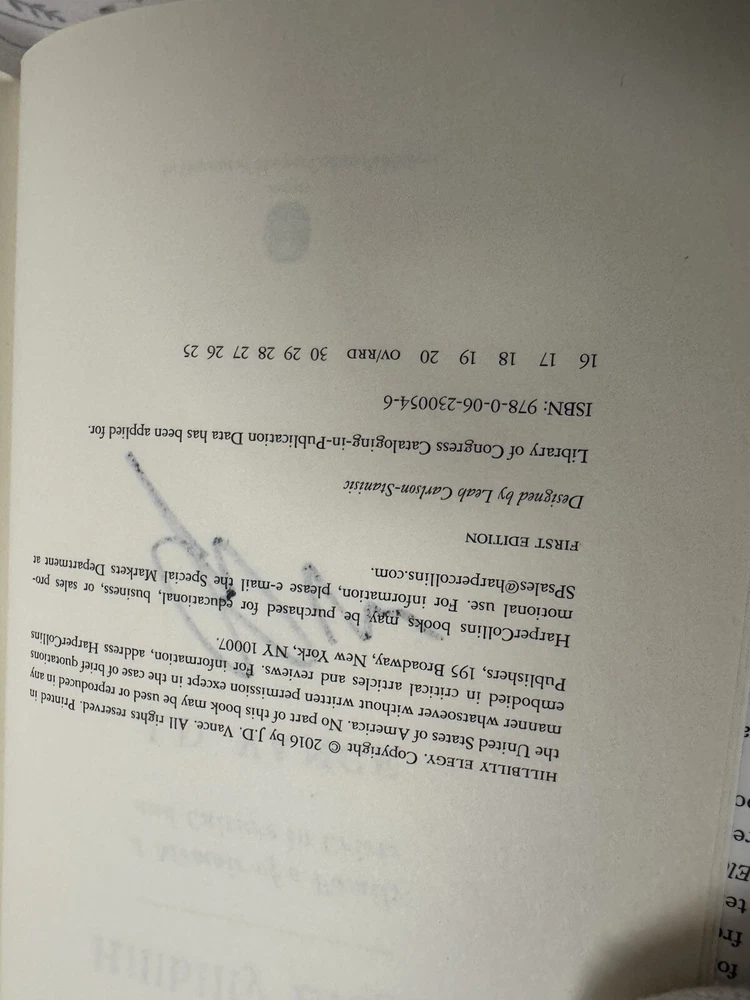 HILLBILLY ELEGY. Copyright © 2016 by J.D. Vance. All rights reserved. Printed in
the United States of America. No part of this book may be used or reproduced in any
manner whatsoever without written permission except in the case of brief quotations
embodied in critical articles and reviews. For information, address HarperCollins
Publishers, 195 Broadway, New York, NY 10007.
HarperCollins books may be purchased for educational, business, or sales pro-
motional use. For information, please e-mail the Special Markets Department at
SPsales@harpercollins.com.
FIRST EDITION
Designed by Leah Carlson-Stanisic
Library of Congress Cataloging-in-Publication Data has been applied for.
ISBN: 978-0-06-230054-6
16 17 18 19 20 OV/RRD 30 29 28 27 26 25